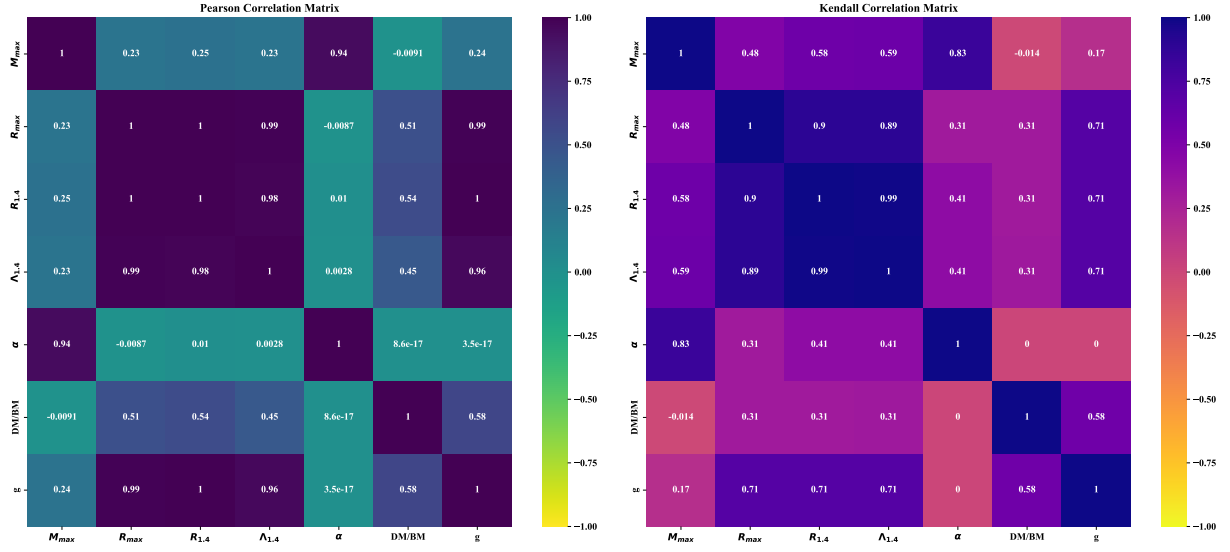 Pearson Correlation Matrix
M_max 1 0.23 0.25 0.23 0.94 -0.0091 0.24
R_max 0.23 1 1 0.99 -0.0087 0.51 0.99
R_1.4 0.25 1 1 0.98 0.01 0.54 1
Λ_1.4 0.23 0.99 0.98 1 0.0028 0.45 0.96
α 0.94 -0.0087 0.01 0.0028 1 8.6e-17 3.5e-17
DM/BM -0.0091 0.51 0.54 0.45 8.6e-17 1 0.58
g 0.24 0.99 1 0.96 3.5e-17 0.58 1
M_max R_max R_1.4 Λ_1.4 α DM/BM g
1.00
0.75
0.50
0.25
0.00
−0.25
−0.50
−0.75
−1.00
Kendall Correlation Matrix
M_max 1 0.48 0.58 0.59 0.83 -0.014 0.17
R_max 0.48 1 0.9 0.89 0.31 0.31 0.71
R_1.4 0.58 0.9 1 0.99 0.41 0.31 0.71
Λ_1.4 0.59 0.89 0.99 1 0.41 0.31 0.71
α 0.83 0.31 0.41 0.41 1 0 0
DM/BM -0.014 0.31 0.31 0.31 0 1 0.58
g 0.17 0.71 0.71 0.71 0 0.58 1
M_max R_max R_1.4 Λ_1.4 α DM/BM g
1.00
0.75
0.50
0.25
0.00
−0.25
−0.50
−0.75
−1.00